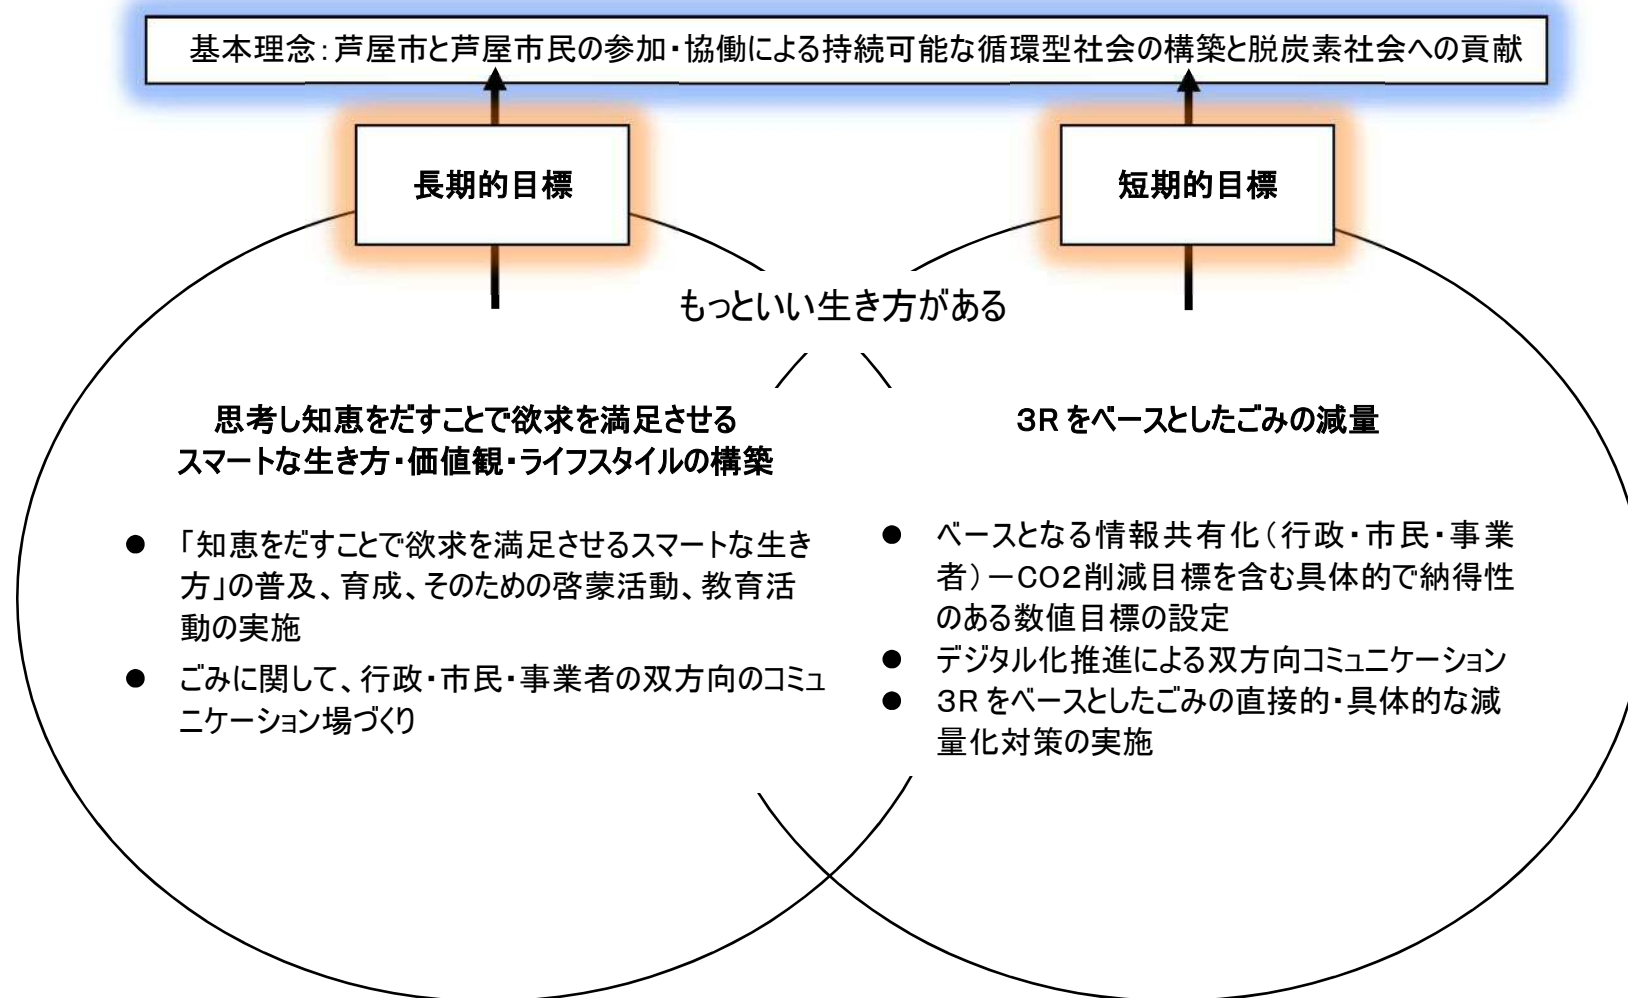 基本理念：芦屋市と芦屋市民の参加・協働による持続可能な循環型社会の構築と脱炭素社会への貢献
長期的目標
短期的目標
もっといい生き方がある
思考し知恵をだすことで欲求を満足させる
スマートな生き方・価値観・ライフスタイルの構築
● 「知恵をだすことで欲求を満足させるスマートな生き
方」の普及、育成、そのための啓蒙活動、教育活
動の実施
● ごみに関して、行政・市民・事業者の双方向のコミュ
ニケーション場づくり
3R をベースとしたごみの減量
● ベースとなる情報共有化（行政・市民・事業
者）－CO2削減目標を含む具体的で納得性
のある数値目標の設定
● デジタル化推進による双方向コミュニケーション
● 3R をベースとしたごみの直接的・具体的な減
量化対策の実施